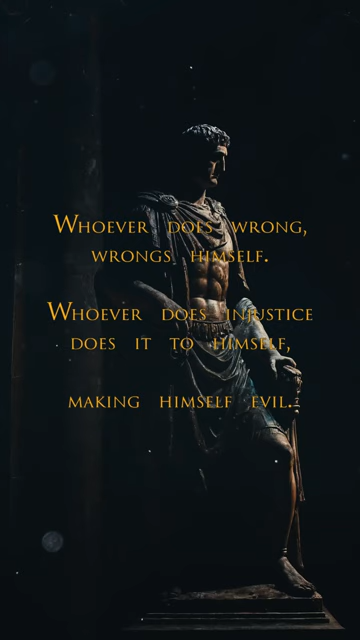 Whoever does wrong,
wrongs himself.
Whoever does injustice
does it to himself,
making himself evil.